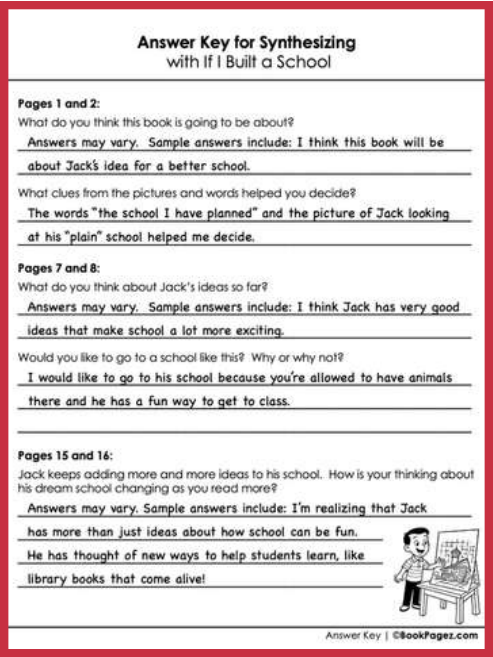 Answer Key for Synthesizing
with If I Built a School
Pages 1 and 2:
What do you think this book is going to be about?
Answers may vary. Sample answers include: I think this book will be
about Jack's idea for a better school.
What clues from the pictures and words helped you decide?
The words "the school I have planned" and the picture of Jack looking
at his "plain" school helped me decide.
Pages 7 and 8:
What do you think about Jack's ideas so far?
Answers may vary. Sample answers include: I think Jack has very good
ideas that make school a lot more exciting.
Would you like to go to a school like this? Why or why not?
I would like to go to his school because you're allowed to have animals
there and he has a fun way to get to class.
Pages 15 and 16:
Jack keeps adding more and more ideas to his school. How is your thinking about
his dream school changing as you read more?
Answers may vary. Sample answers include: I'm realizing that Jack
has more than just ideas about how school can be fun.
He has thought of new ways to help students learn, like
library books that come alive!
Answer Key | ©BookPagez.com